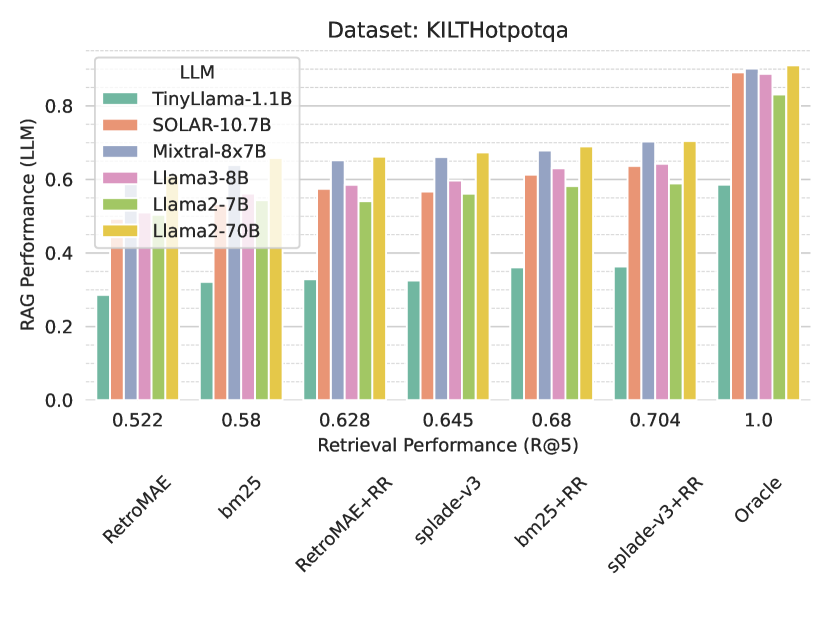 Dataset: KILTHotpotqa
LLM
TinyLlama-1.1B
SOLAR-10.7B
Mixtral-8x7B
Llama3-8B
Llama2-7B
Llama2-70B
RAG Performance (LLM)
0.8
0.6
0.4
0.2
0.0
0.522 0.58 0.628 0.645 0.68 0.704 1.0
Retrieval Performance (R@5)
RetroMAE bm25 RetroMAE+RR splade-v3 bm25+RR splade-v3+RR Oracle